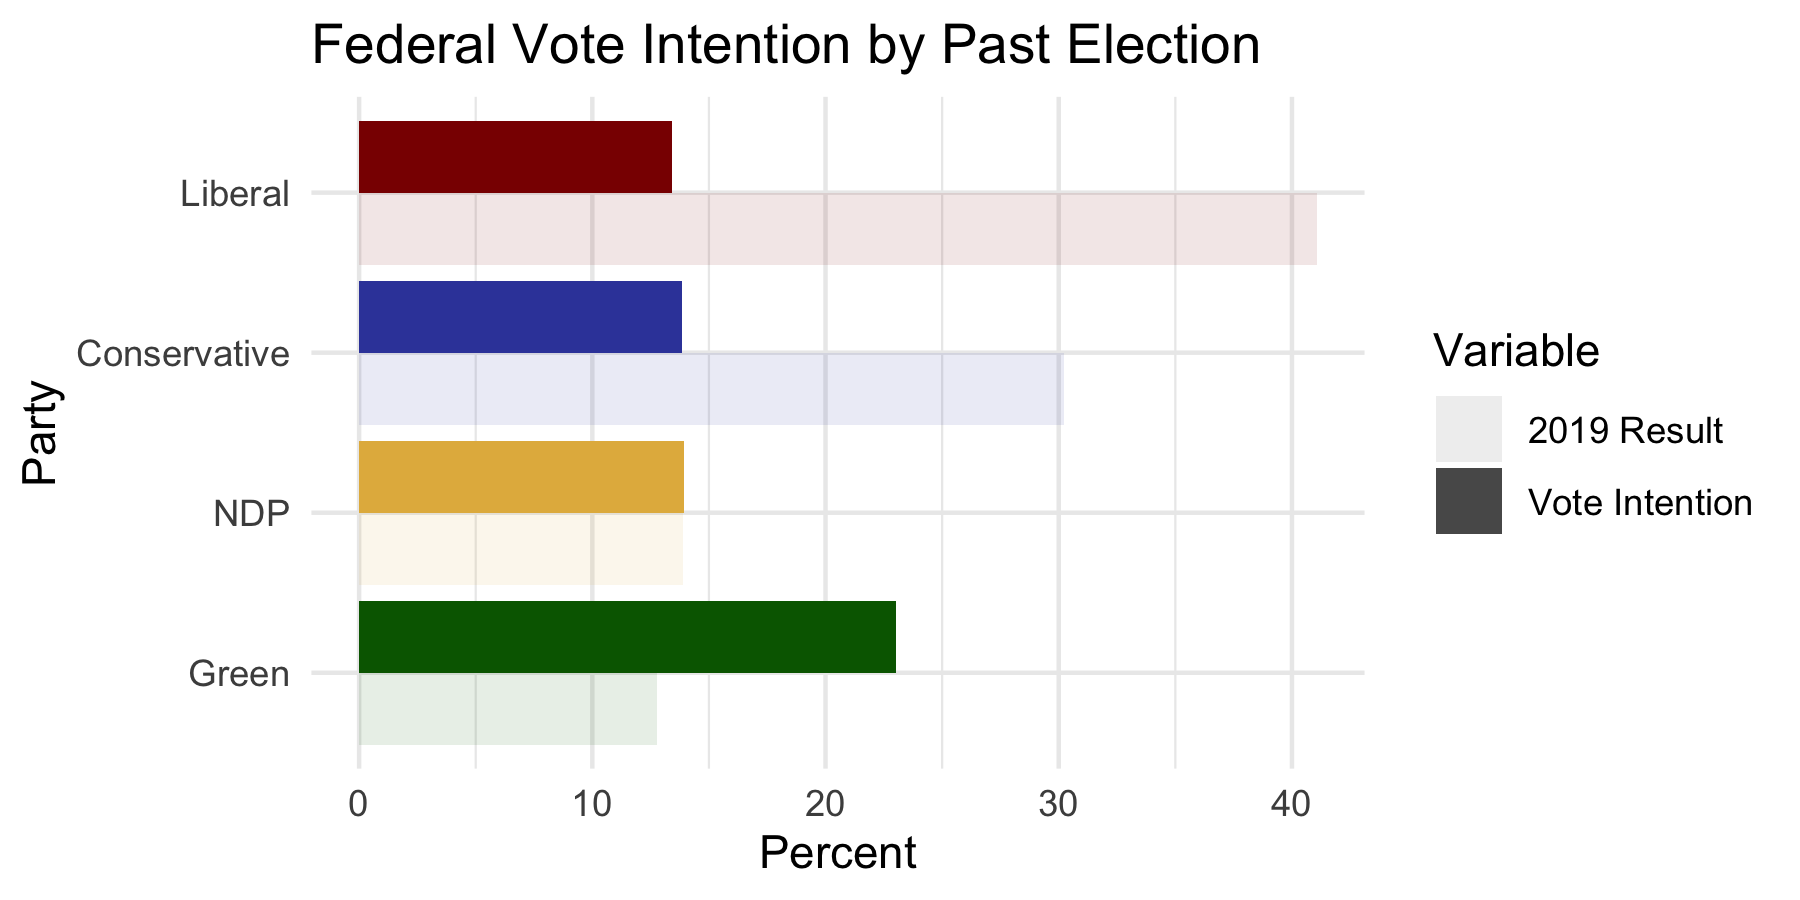 Federal Vote Intention by Past Election
Party
Liberal
Conservative
NDP
Green
0 10 20 30 40
Percent
Variable
2019 Result
Vote Intention